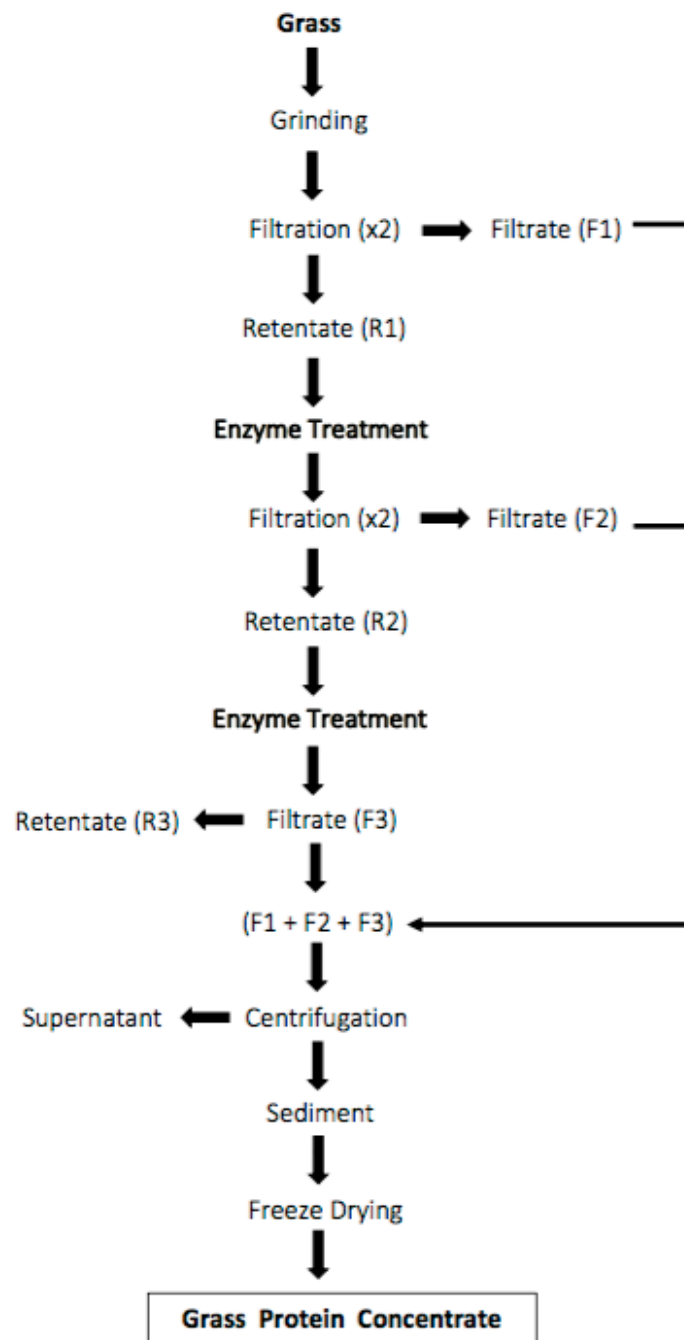 Grass
Grinding
Filtration (x2) Filtrate (F1)
Retentate (R1)
Enzyme Treatment
Filtration (x2) Filtrate (F2)
Retentate (R2)
Enzyme Treatment
Retentate (R3) Filtrate (F3)
(F1 + F2 + F3)
Supernatant Centrifugation
Sediment
Freeze Drying
Grass Protein Concentrate